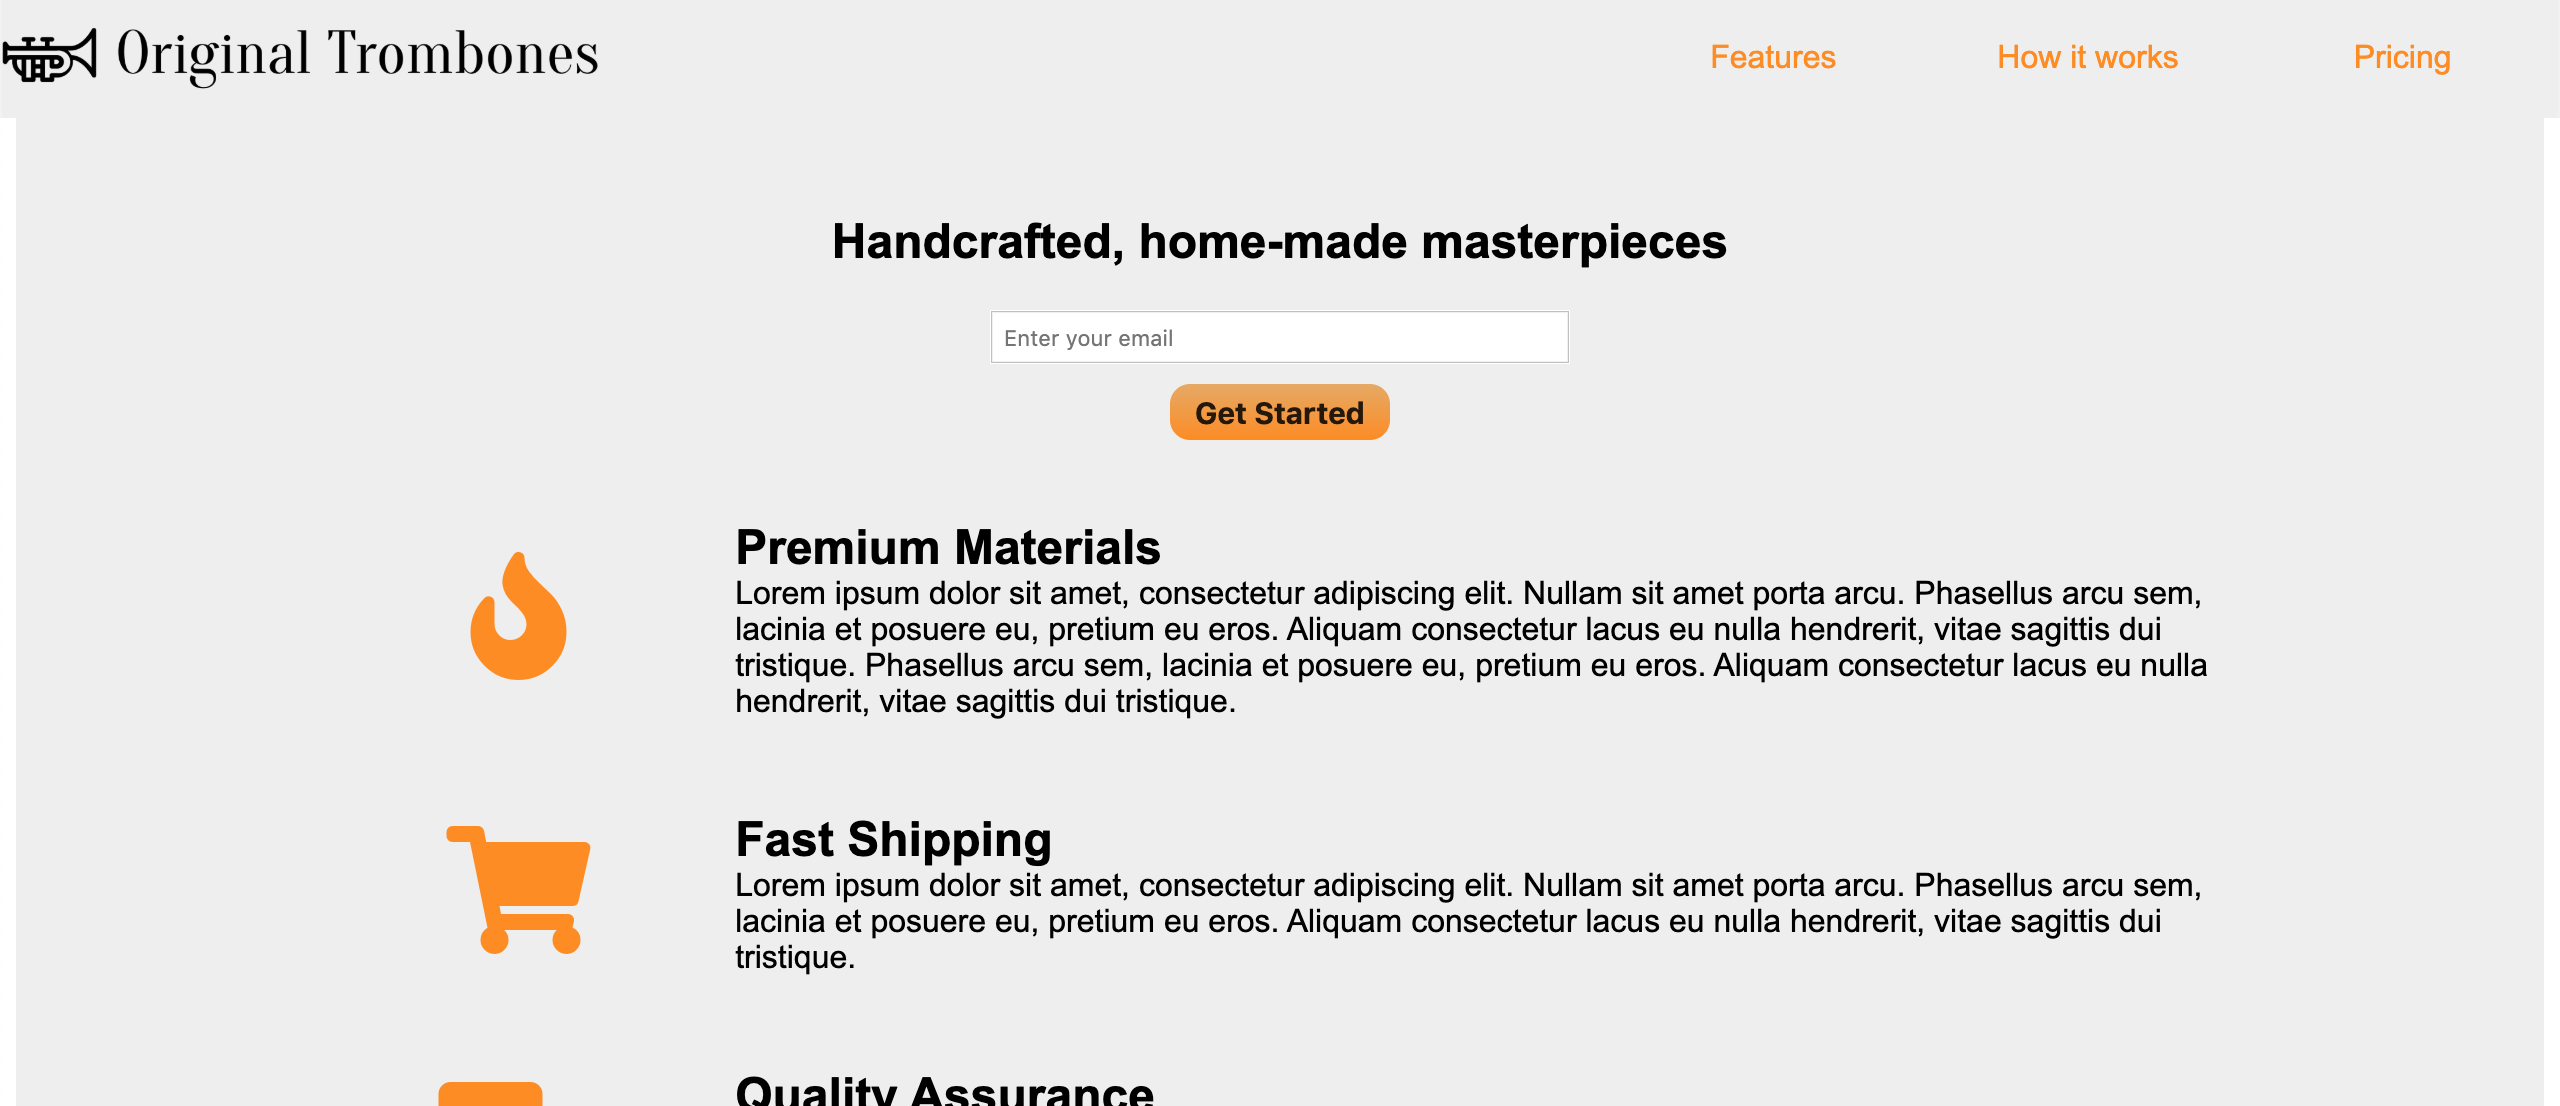 Original Trombones
Features
How it works
Pricing
Handcrafted, home-made masterpieces
Enter your email
Get Started
Premium Materials
Lorem ipsum dolor sit amet, consectetur adipiscing elit. Nullam sit amet porta arcu. Phasellus arcu sem,
lacinia et posuere eu, pretium eu eros. Aliquam consectetur lacus eu nulla hendrerit, vitae sagittis dui
tristique. Phasellus arcu sem, lacinia et posuere eu, pretium eu eros. Aliquam consectetur lacus eu nulla
hendrerit, vitae sagittis dui tristique.
Fast Shipping
Lorem ipsum dolor sit amet, consectetur adipiscing elit. Nullam sit amet porta arcu. Phasellus arcu sem,
lacinia et posuere eu, pretium eu eros. Aliquam consectetur lacus eu nulla hendrerit, vitae sagittis dui
tristique.
Quality Assurance